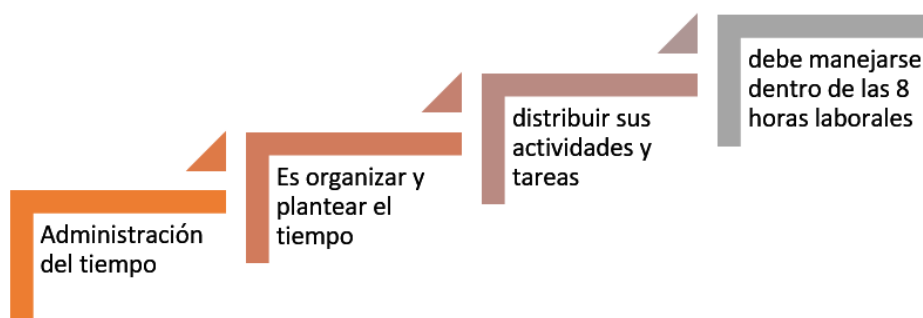 Administración
del tiempo
Es organizar y
plantear el
tiempo
distribuir sus
actividades y
tareas
debe manejarse
dentro de las 8
horas laborales